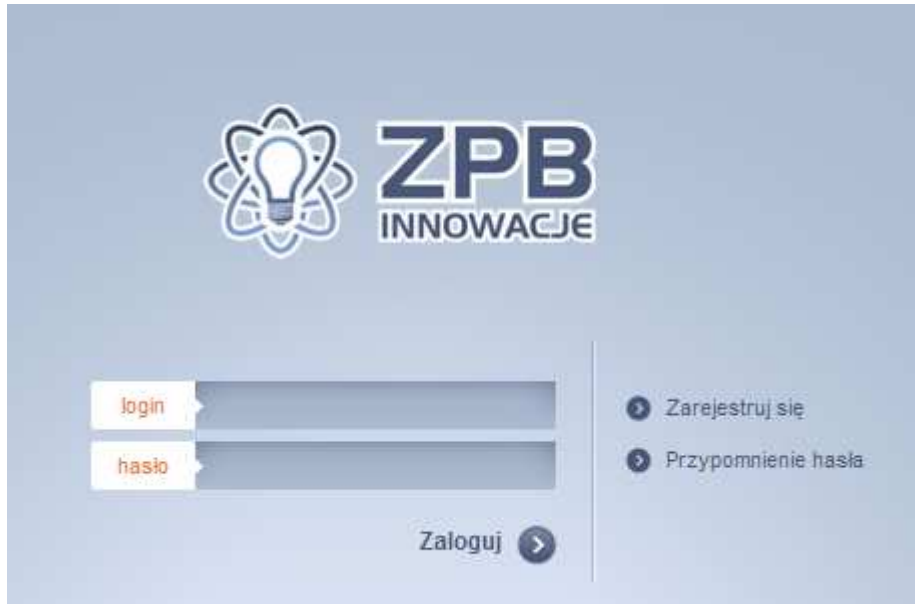 ZPB
INNOWACJE
login
hasło
Zaloguj
Zarejestruj się
Przypomnienie hasła